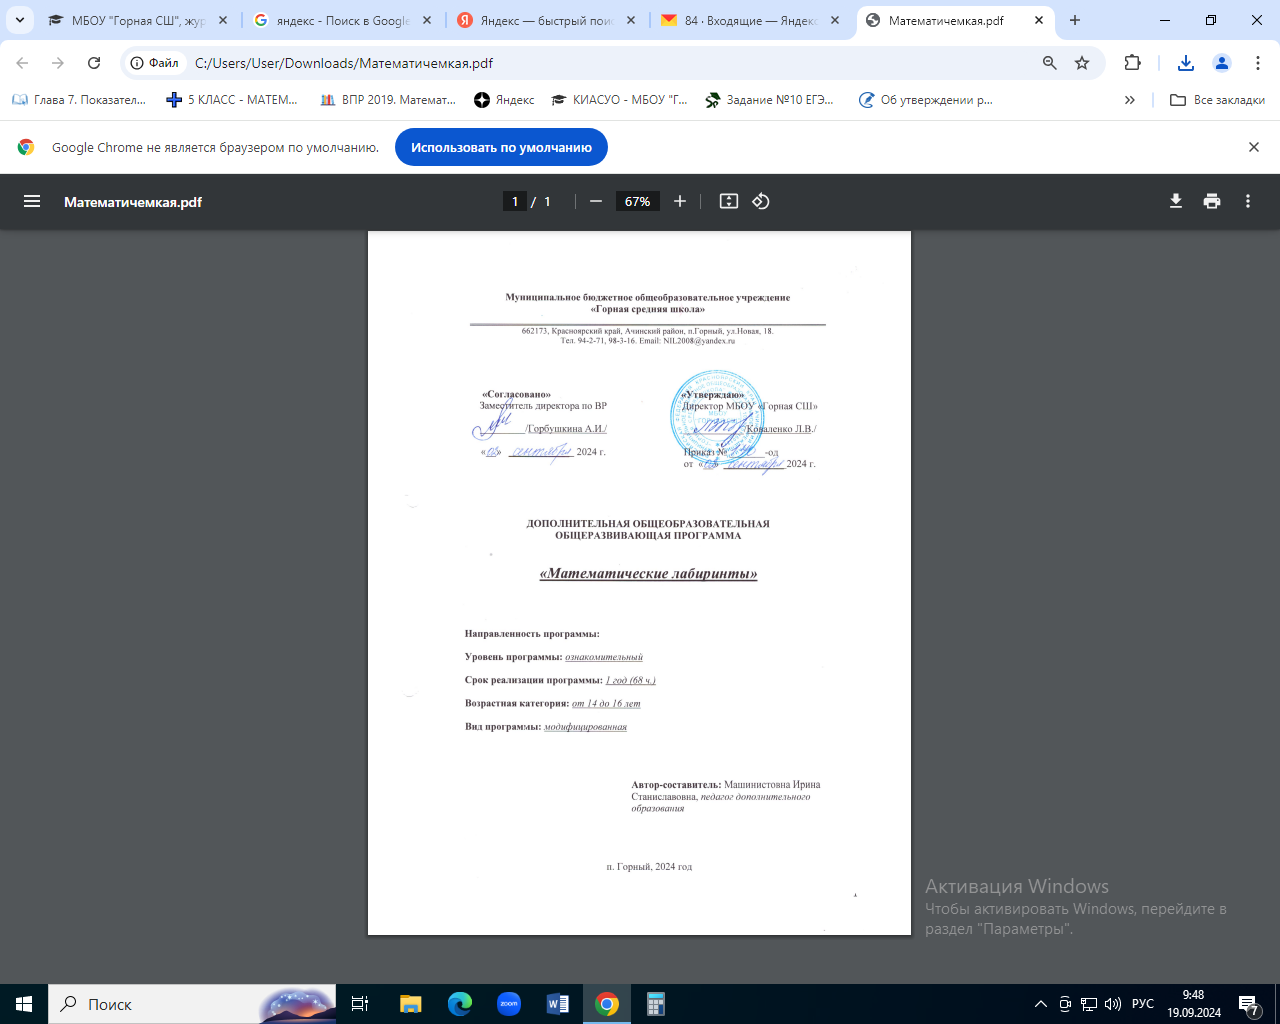 МБОУ "Горная СШ", жур
яндекс - Поиск в Google
Яндекс — быстрый пои
84 · Входящие — Яндекс
Математичемкая.pdf
Файл
C:/Users/User/Downloads/Математичемкая.pdf
Глава 7. Показател...
5 КЛАСС - МАТЕМ...
ВПР 2019. Математ...
Яндекс
КИАСУО - МБОУ "Г...
Задание №10 ЕГЭ...
Об утверждении р...
Все закладки
Google Chrome не является браузером по умолчанию.
Использовать по умолчанию
Математичемкая.pdf
1 / 1
67%
Муниципальное бюджетное общеобразовательное учреждение
«Горная средняя школа»
662173, Красноярский край, Ачинский район, п.Горный, ул.Новая, 18.
Тел. 94-2-71, 98-3-16. Email: NIL2008@yandex.ru
«Согласовано»
Заместитель директора по ВР
/Горбушкина А.И./
«03» сентября 2024 г.
«Утверждаю»
Директор МБОУ «Горная СШ»
/Коваленко Л.В./
Приказ № -од
от «03» сентября 2024 г.
ДОПОЛНИТЕЛЬНАЯ ОБЩЕОБРАЗОВАТЕЛЬНАЯ
ОБЩЕРАЗВИВАЮЩАЯ ПРОГРАММА
«Математические лабиринты»
Направленность программы:
Уровень программы: ознакомительный
Срок реализации программы: 1 год (68 ч.)
Возрастная категория: от 14 до 16 лет
Вид программы: модифицированная
Автор-составитель: Машинистовна Ирина
Станиславовна, педагог дополнительного
образования
п. Горный, 2024 год
Активация Windows
Чтобы активировать Windows, перейдите в
раздел "Параметры".
Поиск
zoom
РУС
9:48
19.09.2024
7